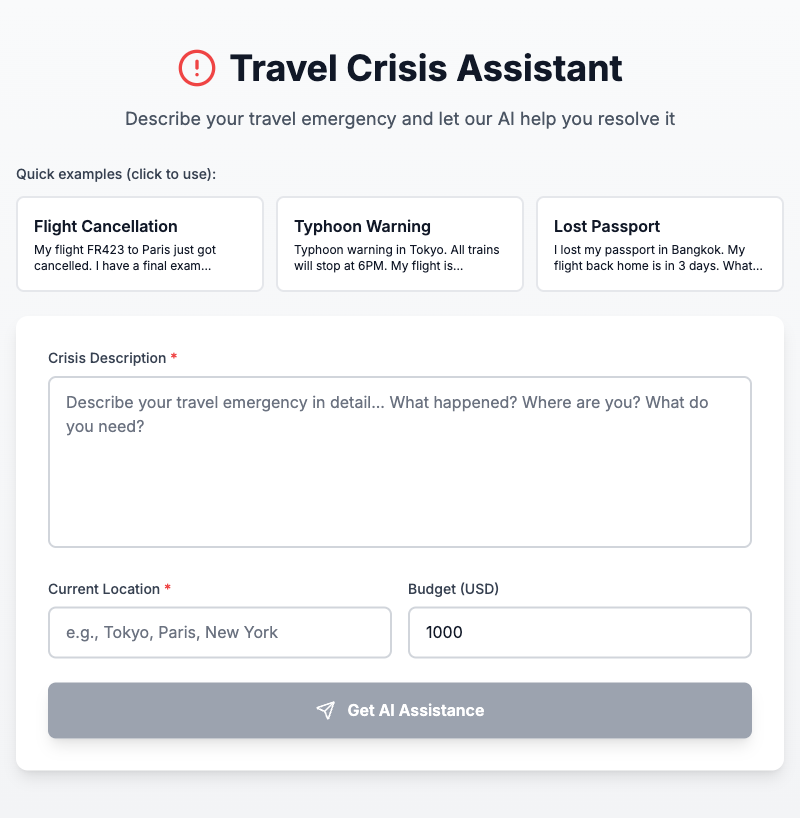 Travel Crisis Assistant
Describe your travel emergency and let our AI help you resolve it
Quick examples (click to use):
Flight Cancellation
My flight FR423 to Paris just got
cancelled. I have a final exam...
Typhoon Warning
Typhoon warning in Tokyo. All trains
will stop at 6PM. My flight is...
Lost Passport
I lost my passport in Bangkok. My
flight back home is in 3 days. What...
Crisis Description *
Describe your travel emergency in detail... What happened? Where are you? What do
you need?
Current Location *
e.g., Tokyo, Paris, New York
Budget (USD)
1000
Get AI Assistance